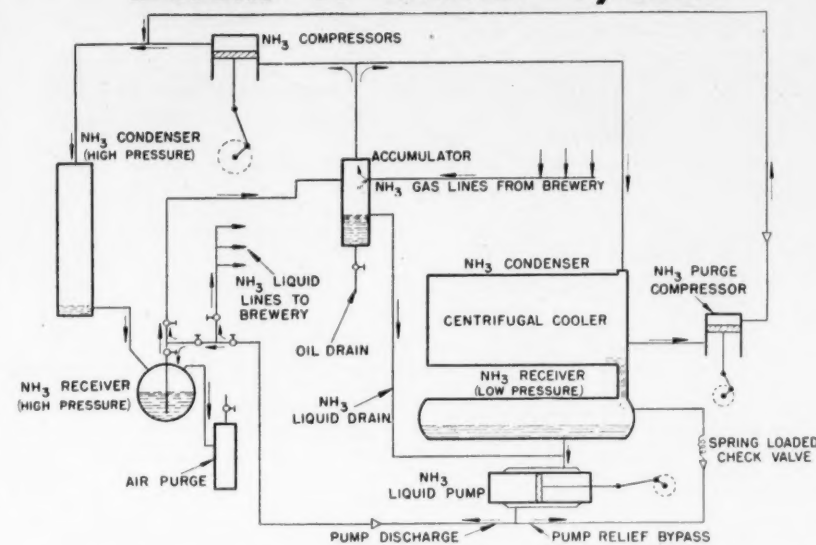 NH3 COMPRESSORS
NH3 CONDENSER
(HIGH PRESSURE)
ACCUMULATOR
NH3 GAS LINES FROM BREWERY
NH3 LIQUID
LINES TO
BREWERY
OIL DRAIN
NH3 CONDENSER
CENTRIFUGAL COOLER
NH3 PURGE
COMPRESSOR
NH3 RECEIVER
(LOW PRESSURE)
NH3 RECEIVER
(HIGH PRESSURE)
NH3
LIQUID DRAIN
AIR PURGE
NH3
LIQUID PUMP
SPRING LOADED
CHECK VALVE
PUMP DISCHARGE
PUMP RELIEF BYPASS